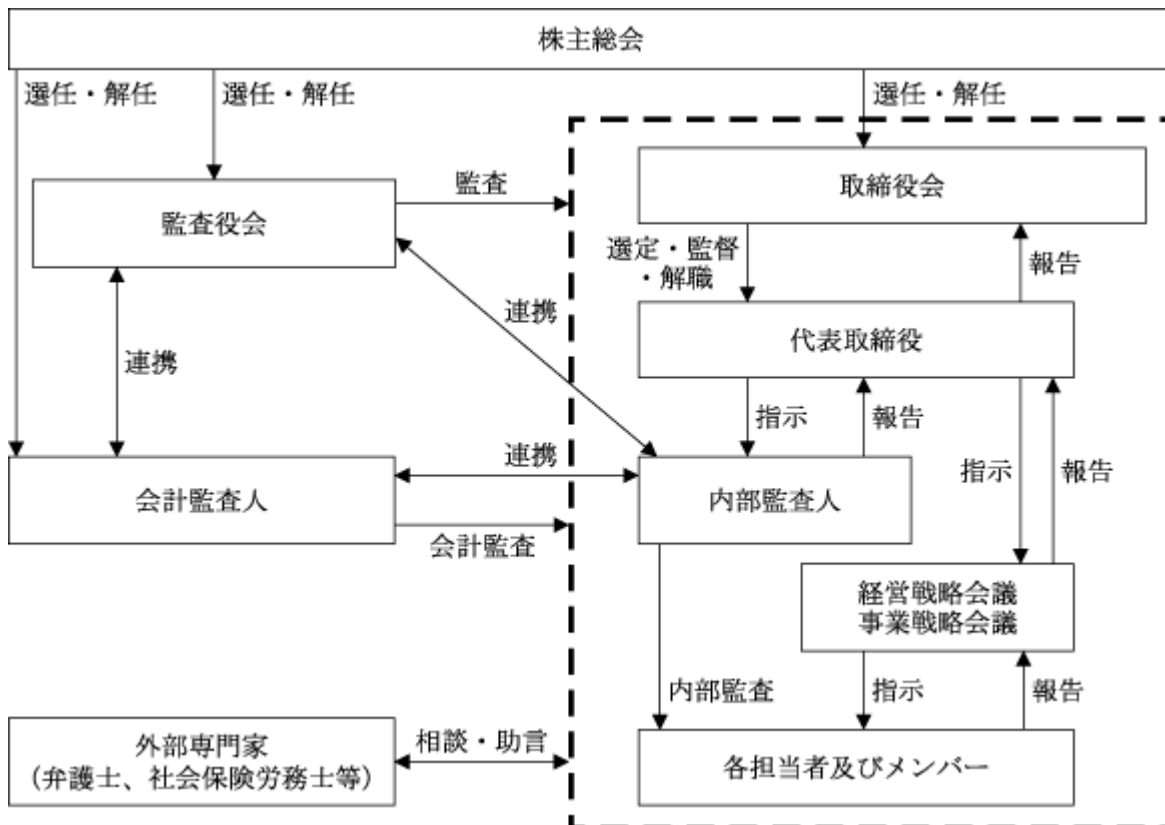 株主総会
選任・解任
選任・解任
選任・解任
取締役会
監査
監査役会
選定・監督
・解職
報告
連携
代表取締役
連携
指示
報告
連携
指示
報告
会計監査人
内部監査人
会計監査
経営戦略会議
事業戦略会議
内部監査
指示
報告
外部専門家
（弁護士、社会保険労務士等）
相談・助言
各担当者及びメンバー